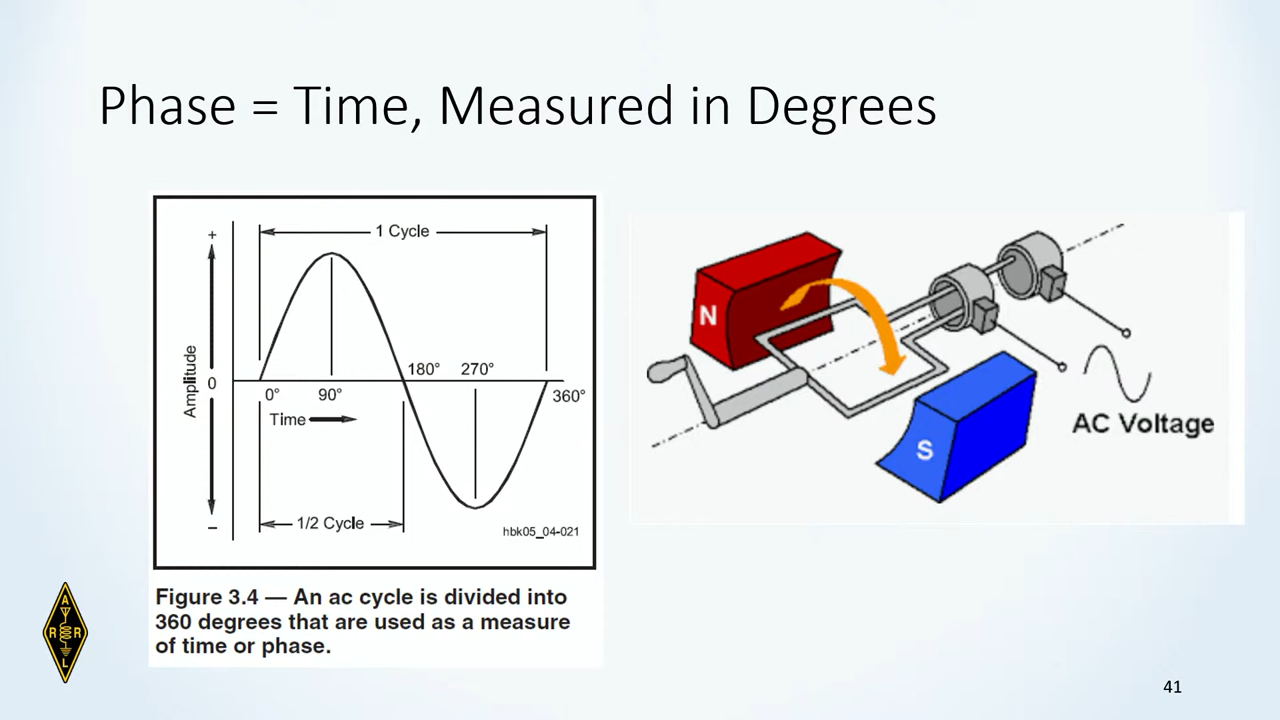 Phase = Time, Measured in Degrees
+
1 Cycle
Amplitude
0
180°
270°
0°
90°
360°
Time
1/2 Cycle
–
hbk05_04-021
Figure 3.4 — An ac cycle is divided into
360 degrees that are used as a measure
of time or phase.
N
S
AC Voltage
A
R R
L
41